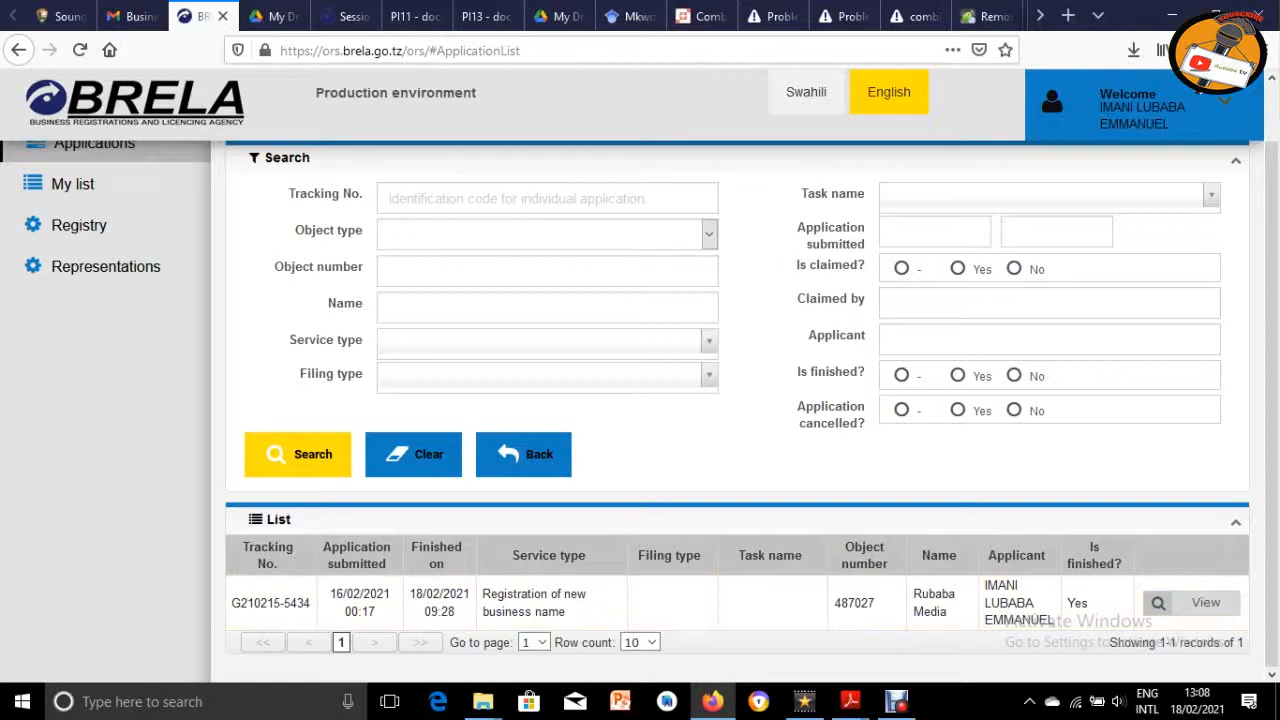 Soun
Busine
BRE
My Dr
Sessio
PI11 - doc
PI13 - doc
My Dr
Mkw
Comb
Proble
Proble
comb
Remo
https://ors.brela.go.tz/ors/#ApplicationList
BRELA
BUSINESS REGISTRATIONS AND LICENCING AGENCY
Production environment
Swahili
English
Welcome
IMANI LUBABA
EMMANUEL
Rubaba TV
Applications
My list
Registry
Representations
Search
Tracking No.
Identification code for individual application.
Object type
Object number
Name
Service type
Filing type
Task name
Application
submitted
Is claimed? - Yes No
Claimed by
Applicant
Is finished? - Yes No
Application
cancelled? - Yes No
Search
Clear
Back
List
Tracking No.
Application submitted
Finished on
Service type
Filing type
Task name
Object number
Name
Applicant
Is finished?
G210215-5434
16/02/2021 00:17
18/02/2021 09:28
Registration of new business name
487027
Rubaba Media
IMANI LUBABA EMMANUEL
Yes
View
Activate Windows
Go to Settings to activate Windows.
<< < 1 > >> Go to page: 1 Row count: 10
Showing 1-1 records of 1
Type here to search
ENG
INTL
13:08
18/02/2021